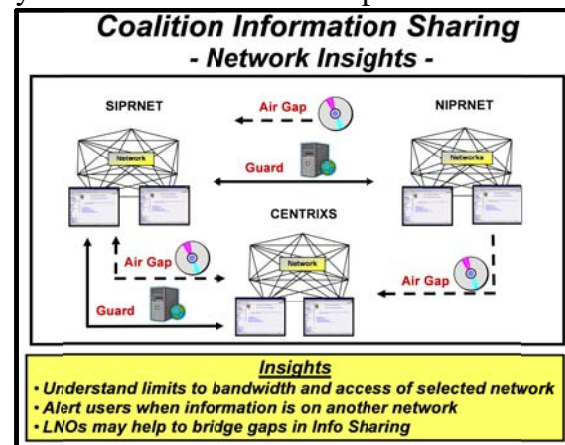 Coalition Information Sharing
- Network Insights -
SIPRNET
Air Gap
NIPRNET
Network
Guard
Networks
CENTRIXS
Air Gap
Network
Air Gap
Guard
Insights
• Understand limits to bandwidth and access of selected network
• Alert users when information is on another network
• LNOs may help to bridge gaps in Info Sharing